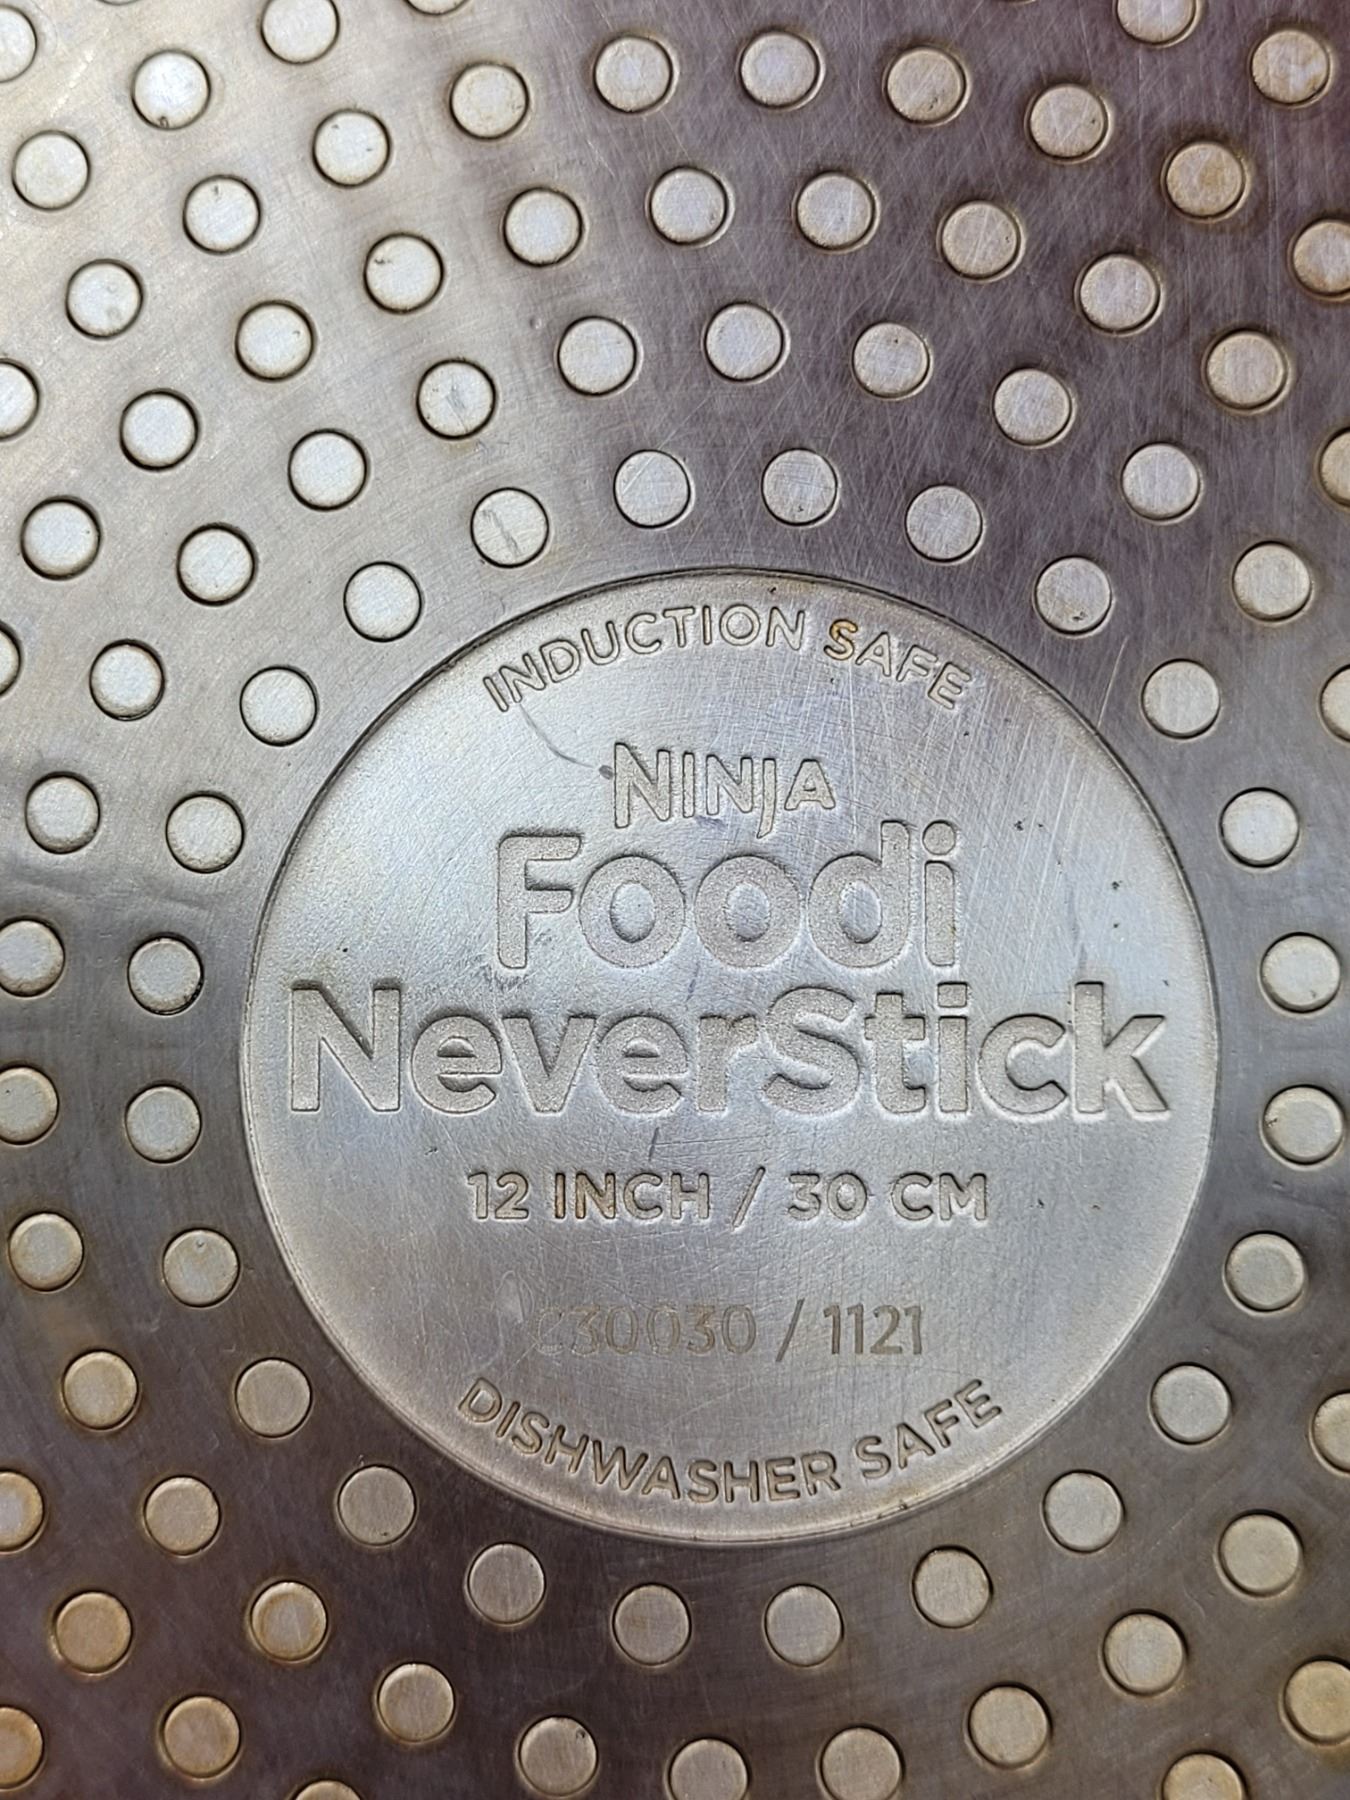 INDUCTION SAFE
NINJA
Foodi
NeverStick
12 INCH / 30 CM
C30030 / 1121
DISHWASHER SAFE